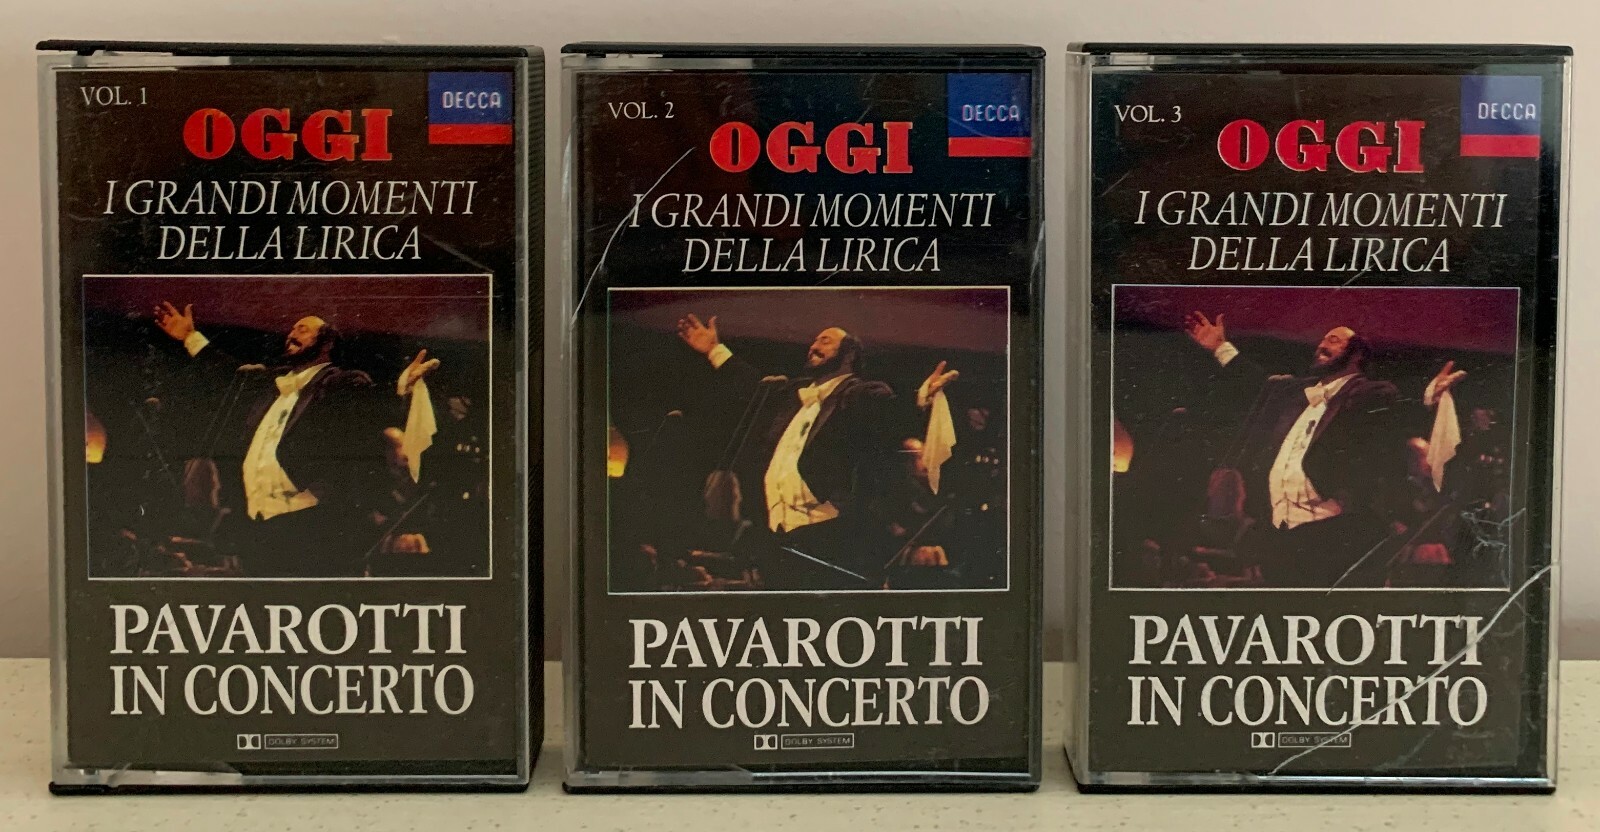 VOL. 1
DECCA
OGGI
I GRANDI MOMENTI
DELLA LIRICA
PAVAROTTI
IN CONCERTO
DOLBY SYSTEM
VOL. 2
DECCA
OGGI
I GRANDI MOMENTI
DELLA LIRICA
PAVAROTTI
IN CONCERTO
DOLBY SYSTEM
VOL. 3
DECCA
OGGI
I GRANDI MOMENTI
DELLA LIRICA
PAVAROTTI
IN CONCERTO
DOLBY SYSTEM